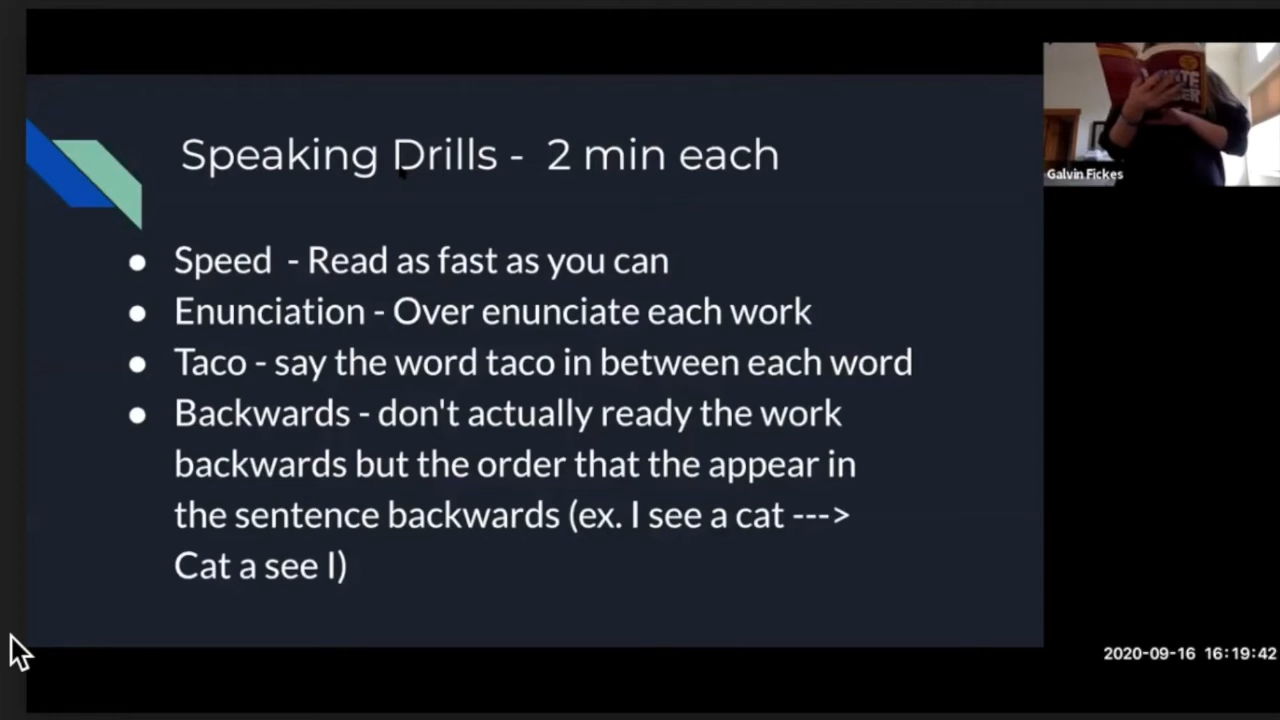 Speaking Drills - 2 min each
● Speed - Read as fast as you can
● Enunciation - Over enunciate each work
● Taco - say the word taco in between each word
● Backwards - don't actually ready the work
backwards but the order that the appear in
the sentence backwards (ex. I see a cat --->
Cat a see I)
Galvin Fickes
2020-09-16 16:19:42